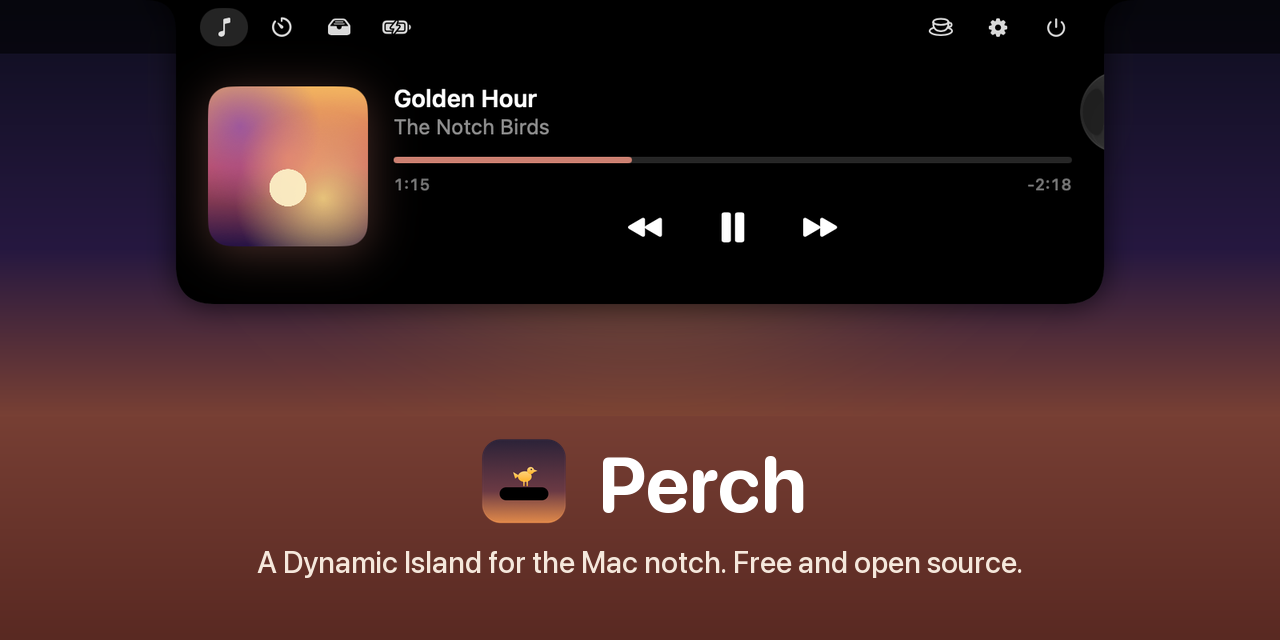 Golden Hour
The Notch Birds
1:15
-2:18
Perch
A Dynamic Island for the Mac notch. Free and open source.